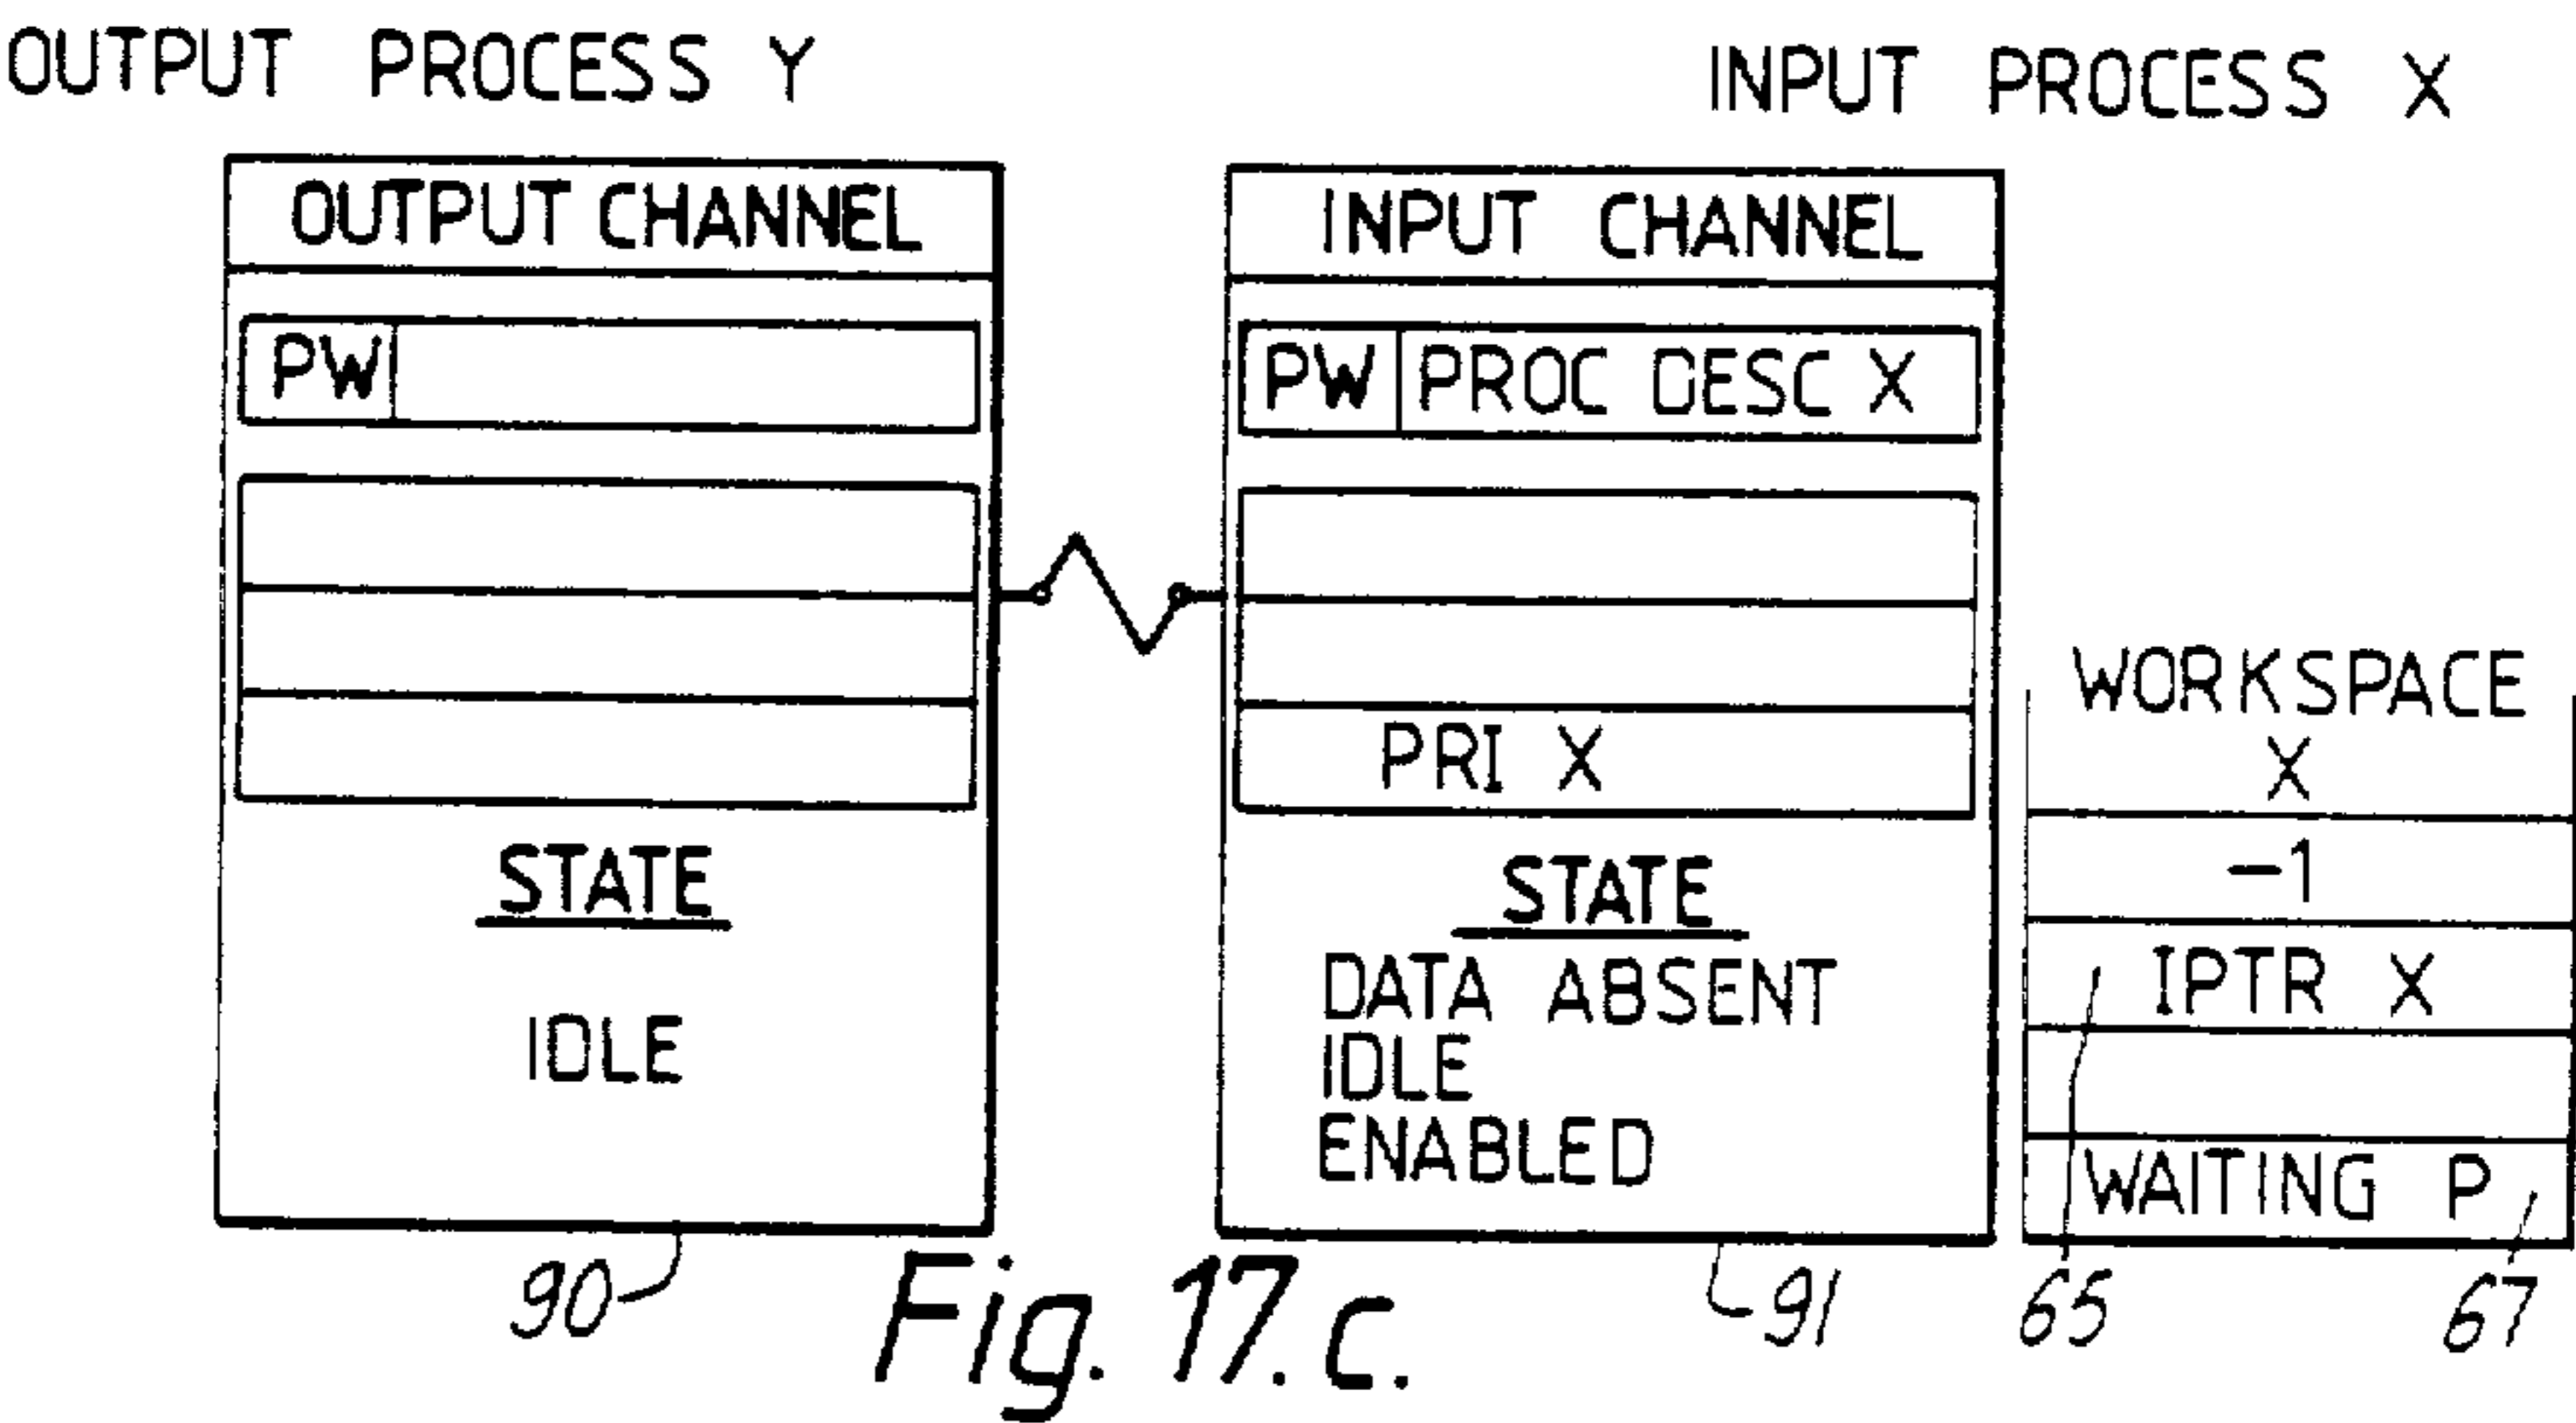 OUTPUT PROCESS Y
INPUT PROCESS X
OUTPUT CHANNEL
PW
STATE
IDLE
90
INPUT CHANNEL
PW PROC DESC X
PRI X
STATE
DATA ABSENT
IDLE
ENABLED
91
WORKSPACE
X
-1
IPTR X
WAITING P
65
67
Fig. 17.c.